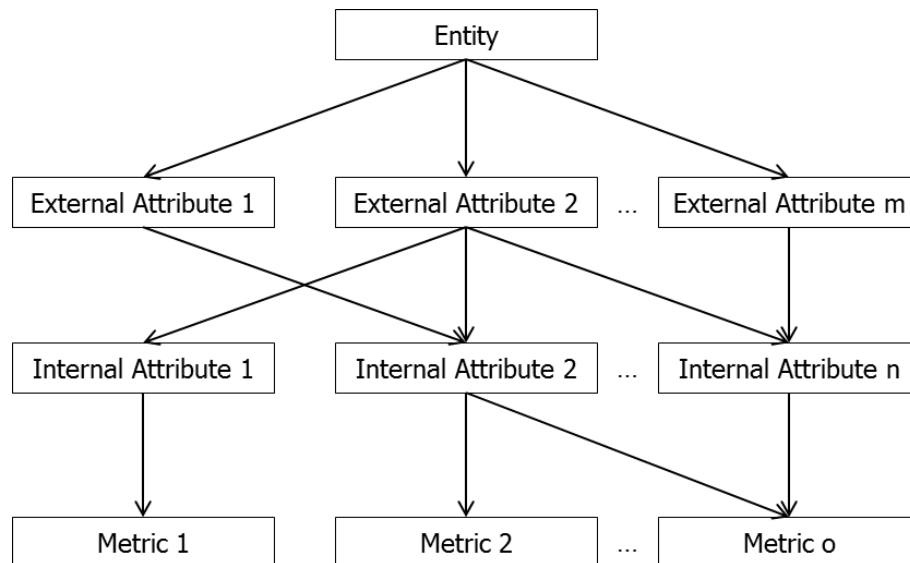 Entity
External Attribute 1
External Attribute 2
...
External Attribute m
Internal Attribute 1
Internal Attribute 2
...
Internal Attribute n
Metric 1
Metric 2
...
Metric o